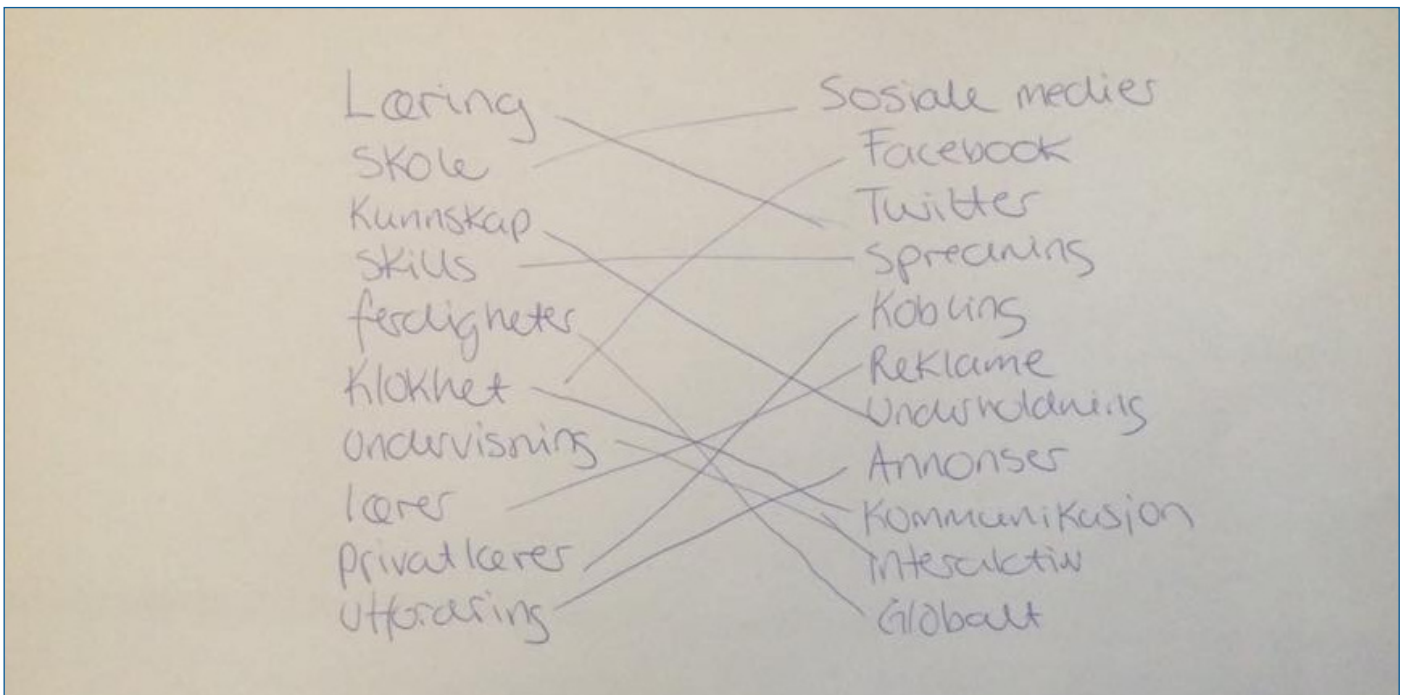 Læring
Skole
Kunnskap
Skills
ferdigheter
Klokhet
Undervisning
lærer
privatlærer
Utfordring
Sosiale medier
Facebook
Twitter
Spredning
Kobling
Reklame
Underholdning
Annonser
Kommunikasjon
Interaktiv
Globalt